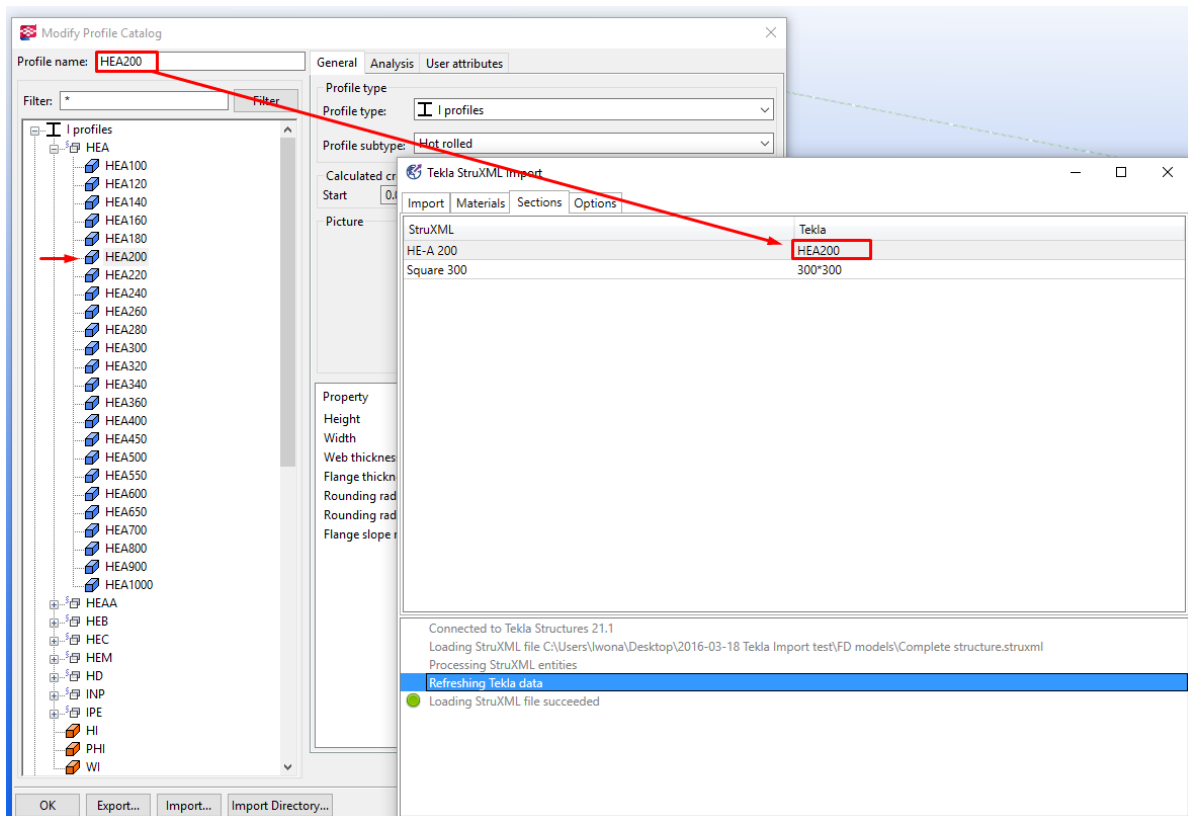 Modify Profile Catalog
Profile name: HEA200
Filter: * Filter
I profiles
HEA
HEA100
HEA120
HEA140
HEA160
HEA180
HEA200
HEA220
HEA240
HEA260
HEA280
HEA300
HEA320
HEA340
HEA360
HEA400
HEA450
HEA500
HEA550
HEA600
HEA650
HEA700
HEA800
HEA900
HEA1000
HEAA
HEB
HEC
HEM
HD
INP
IPE
HI
PHI
WI
OK Export... Import... Import Directory...
General Analysis User attributes
Profile type
Profile type: I profiles
Profile subtype: Hot rolled
Calculated cr
Start 0.0
Picture
Property
Height
Width
Web thicknes
Flange thickn
Rounding rad
Rounding rad
Flange slope r
Tekla StruXML Import
Import Materials Sections Options
StruXML Tekla
HE-A 200 HEA200
Square 300 300*300
Connected to Tekla Structures 21.1
Loading StruXML file C:\Users\Iwona\Desktop\2016-03-18 Tekla Import test\FD models\Complete structure.struxml
Processing StruXML entities
Refreshing Tekla data
Loading StruXML file succeeded